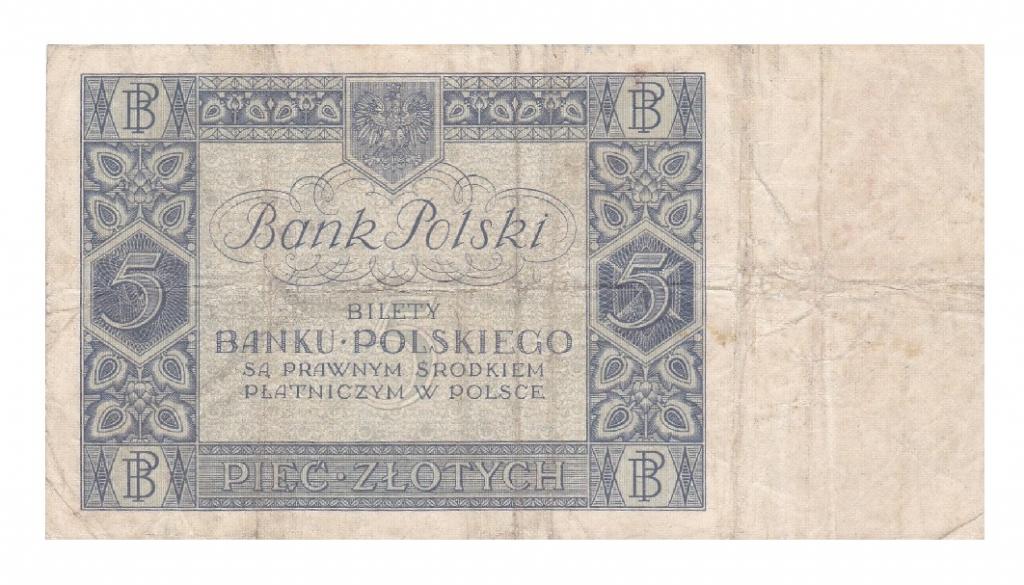 BP BP
Bank Polski
5 5
BILETY
BANKU·POLSKIEGO
SĄ PRAWNYM ŚRODKIEM
PŁATNICZYM W POLSCE
BP PIĘĆ·ZŁOTYCH BP